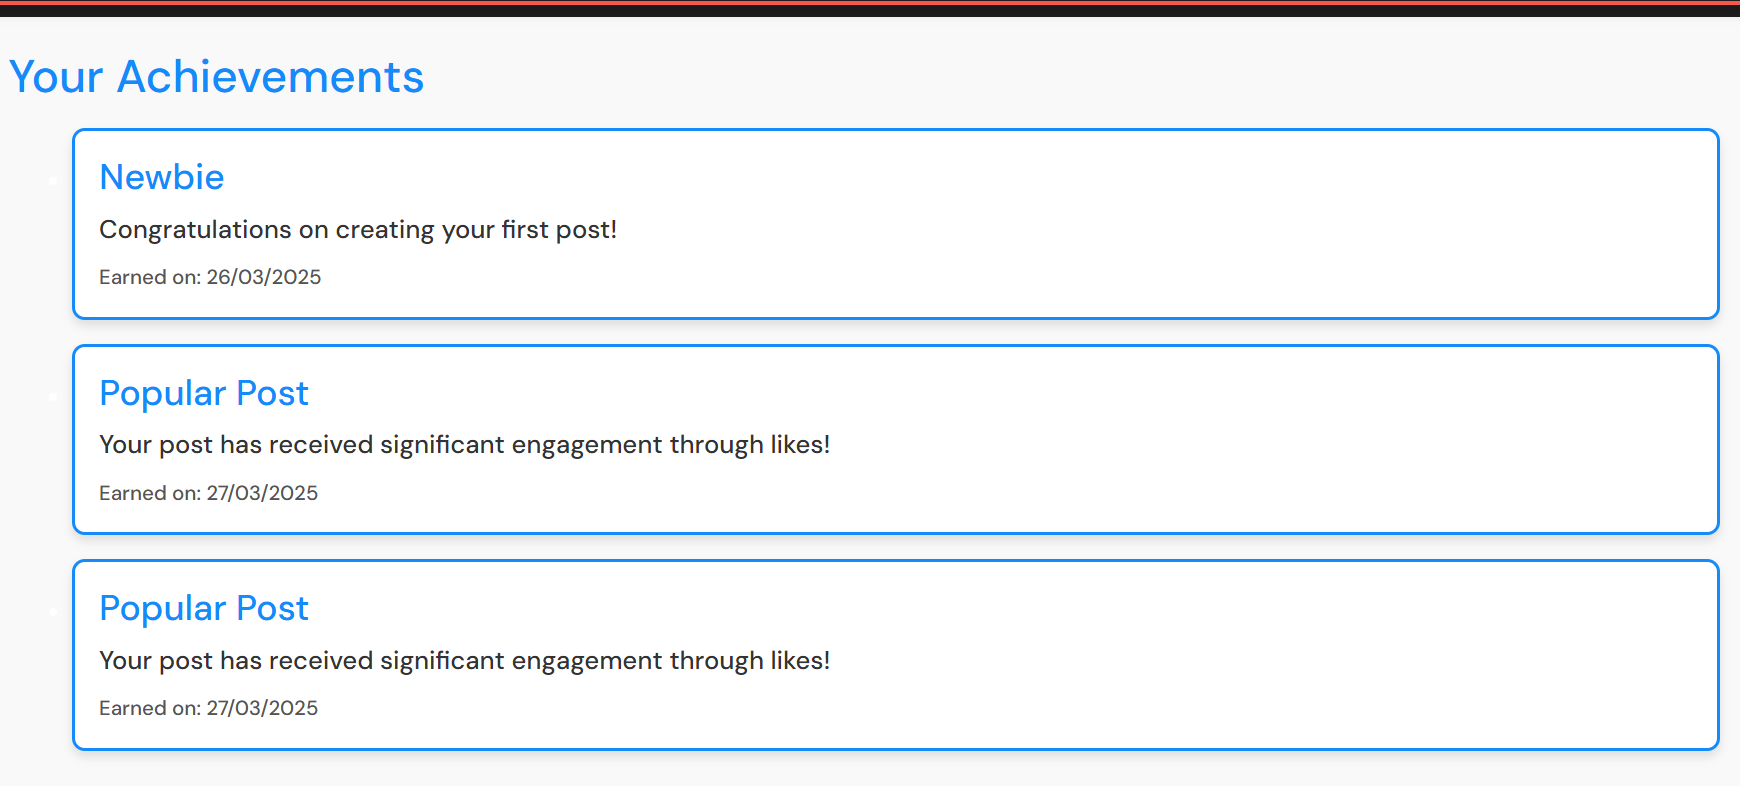 Your Achievements
Newbie
Congratulations on creating your first post!
Earned on: 26/03/2025
Popular Post
Your post has received significant engagement through likes!
Earned on: 27/03/2025
Popular Post
Your post has received significant engagement through likes!
Earned on: 27/03/2025